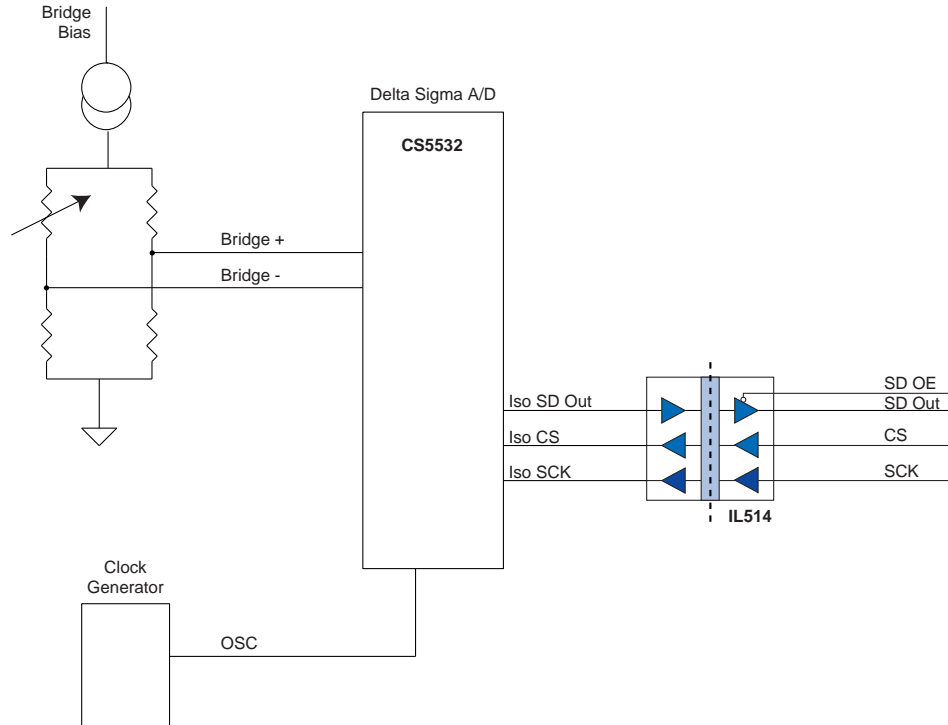 Bridge
Bias
Delta Sigma A/D
CS5532
Bridge +
Bridge -
SD OE
Iso SD Out
SD Out
Iso CS
CS
Iso SCK
SCK
IL514
Clock
Generator
OSC